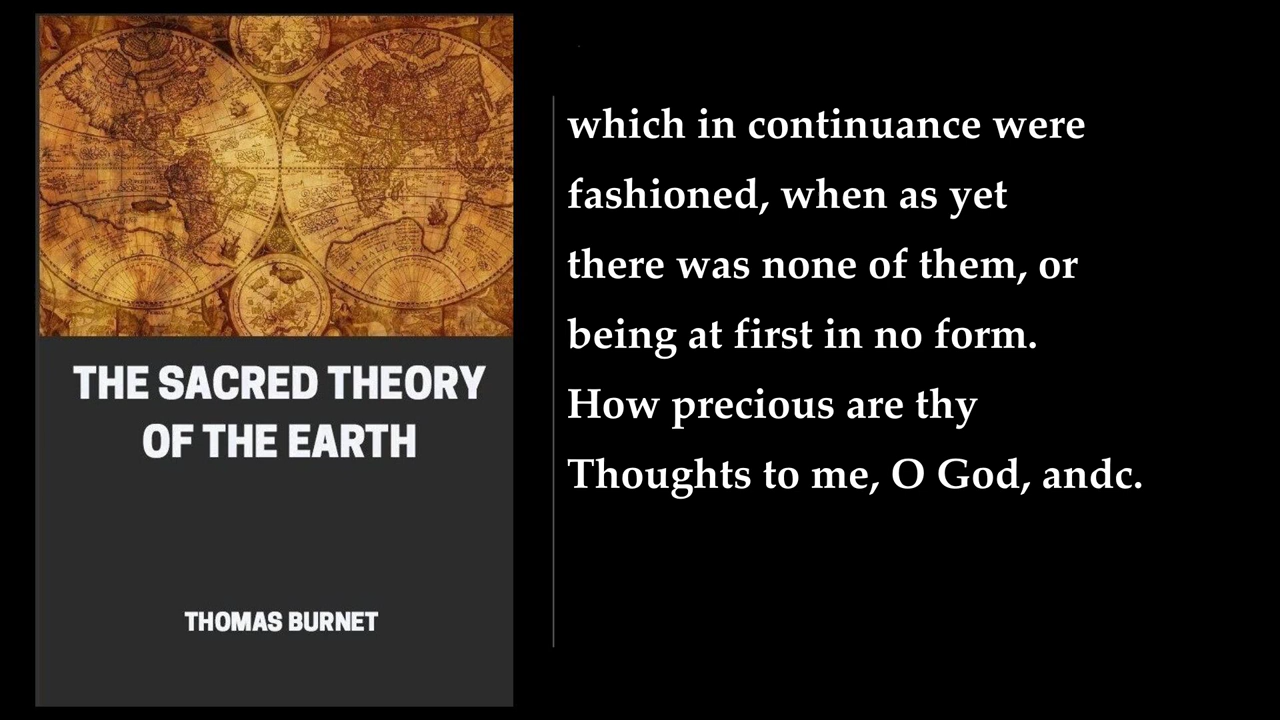 THE SACRED THEORY
OF THE EARTH
THOMAS BURNET
which in continuance were
fashioned, when as yet
there was none of them, or
being at first in no form.
How precious are thy
Thoughts to me, O God, andc.